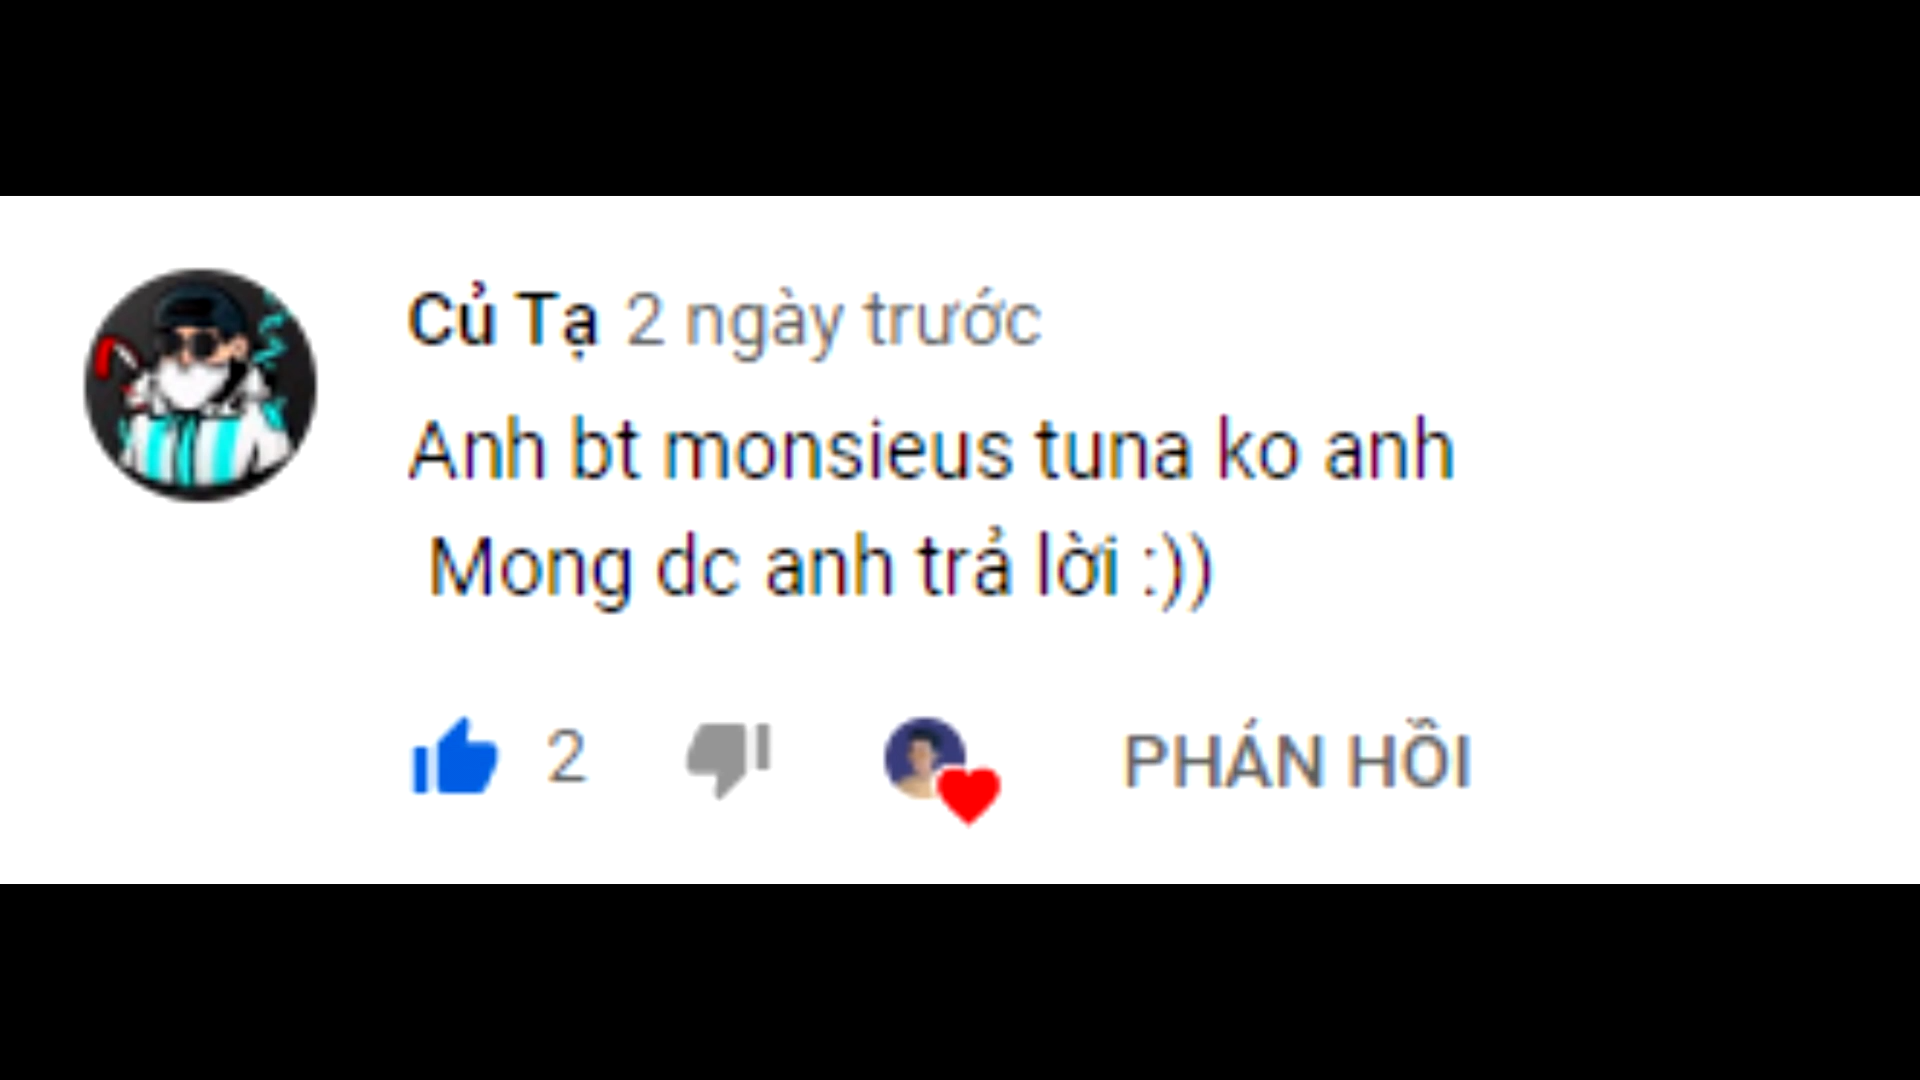 Củ Tạ 2 ngày trước
Anh bt monsieus tuna ko anh
Mong dc anh trả lời :))
2 PHẢN HỒI